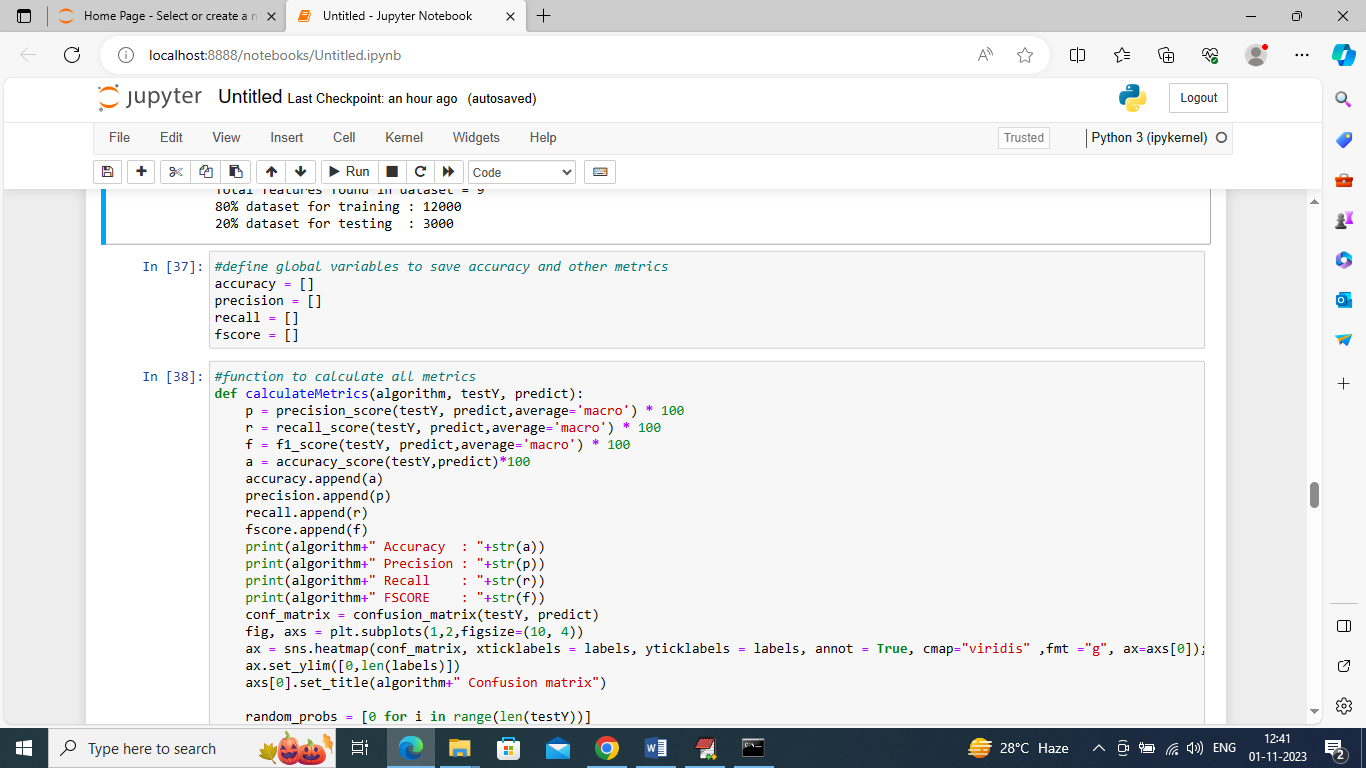 Home Page - Select or create a n
Untitled - Jupyter Notebook
localhost:8888/notebooks/Untitled.ipynb
jupyter Untitled Last Checkpoint: an hour ago (autosaved)
Logout
File Edit View Insert Cell Kernel Widgets Help
Trusted
Python 3 (ipykernel)
Run
Code
Total features found in dataset = 9
80% dataset for training : 12000
20% dataset for testing  : 3000
In [37]: #define global variables to save accuracy and other metrics
accuracy = []
precision = []
recall = []
fscore = []
In [38]: #function to calculate all metrics
def calculateMetrics(algorithm, testY, predict):
    p = precision_score(testY, predict,average='macro') * 100
    r = recall_score(testY, predict,average='macro') * 100
    f = f1_score(testY, predict,average='macro') * 100
    a = accuracy_score(testY,predict)*100
    accuracy.append(a)
    precision.append(p)
    recall.append(r)
    fscore.append(f)
    print(algorithm+" Accuracy  : "+str(a))
    print(algorithm+" Precision : "+str(p))
    print(algorithm+" Recall    : "+str(r))
    print(algorithm+" FSCORE    : "+str(f))
    conf_matrix = confusion_matrix(testY, predict)
    fig, axs = plt.subplots(1,2,figsize=(10, 4))
    ax = sns.heatmap(conf_matrix, xticklabels = labels, yticklabels = labels, annot = True, cmap="viridis" ,fmt ="g", ax=axs[0]);
    ax.set_ylim([0,len(labels)])
    axs[0].set_title(algorithm+" Confusion matrix")
    random_probs = [0 for i in range(len(testY))]
Type here to search
28°C Haze
ENG
12:41
01-11-2023
2